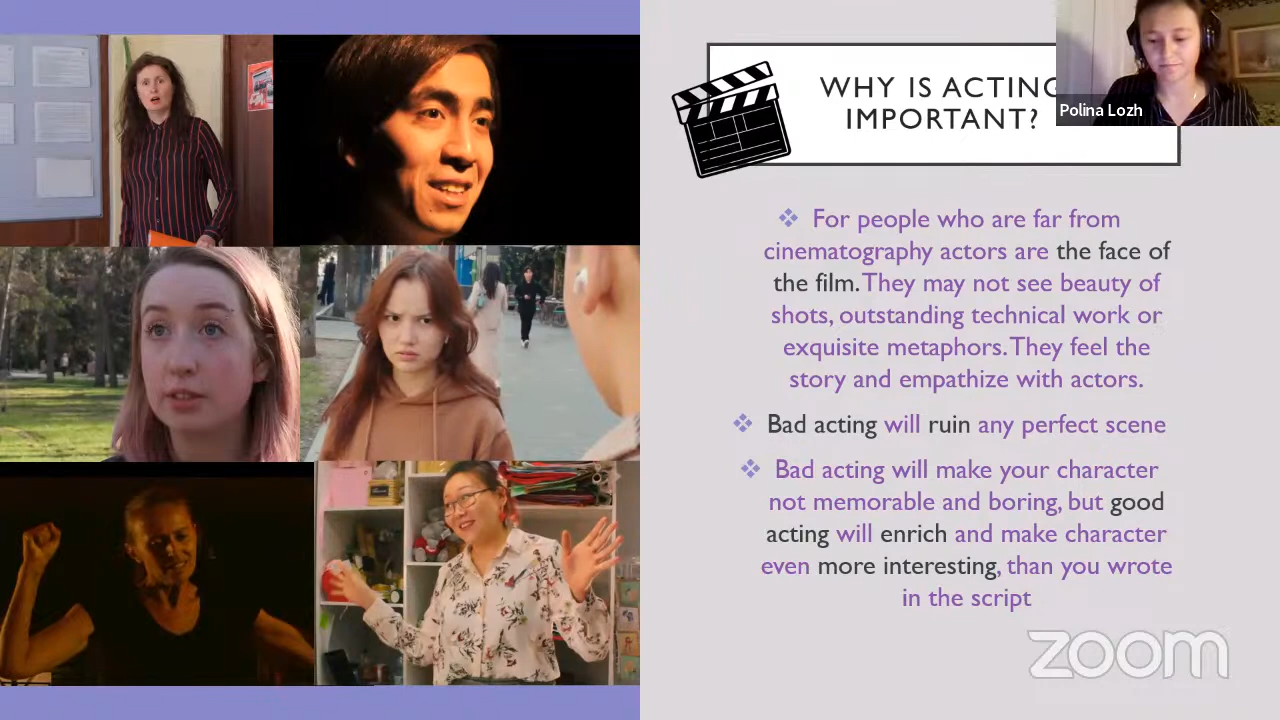 WHY IS ACTING
IMPORTANT?
Polina Lozh
For people who are far from
cinematography actors are the face of
the film. They may not see beauty of
shots, outstanding technical work or
exquisite metaphors. They feel the
story and empathize with actors.
Bad acting will ruin any perfect scene
Bad acting will make your character
not memorable and boring, but good
acting will enrich and make character
even more interesting, than you wrote
in the script
zoom